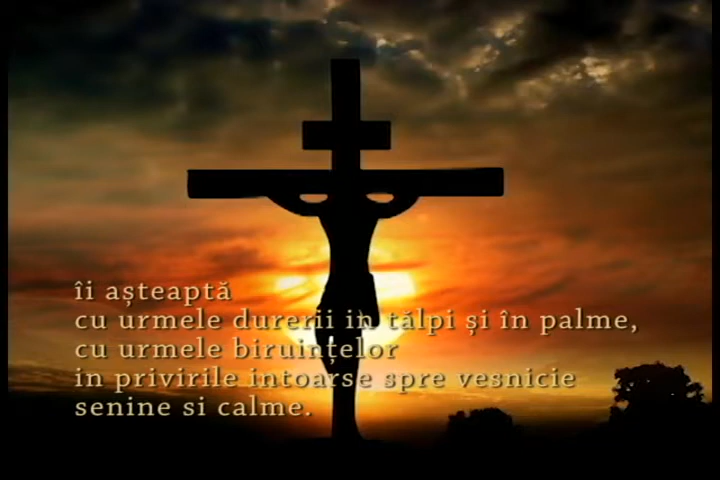 îi așteaptă
cu urmele durerii in tălpi și în palme,
cu urmele biruințelor
in privirile intoarse spre vesnicie
senine si calme.